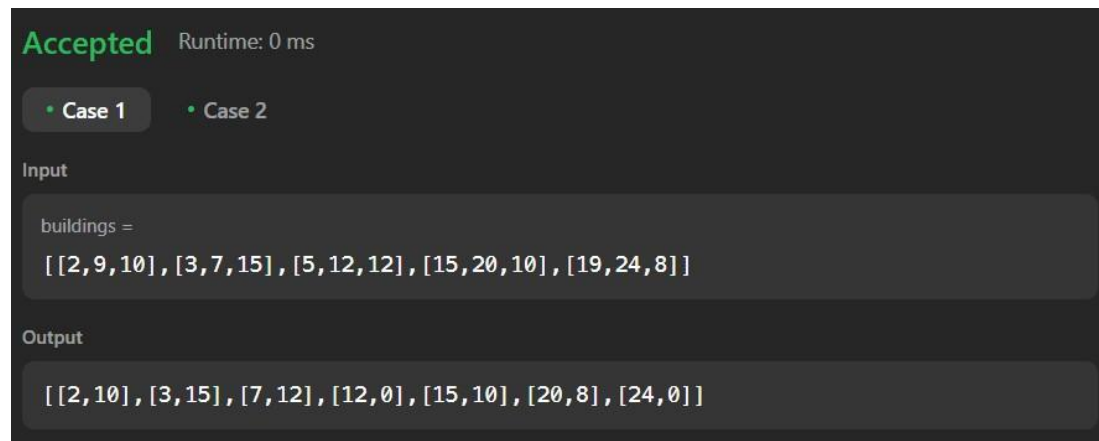 Accepted Runtime: 0 ms
• Case 1 • Case 2
Input
buildings =
[[2,9,10],[3,7,15],[5,12,12],[15,20,10],[19,24,8]]
Output
[[2,10],[3,15],[7,12],[12,0],[15,10],[20,8],[24,0]]